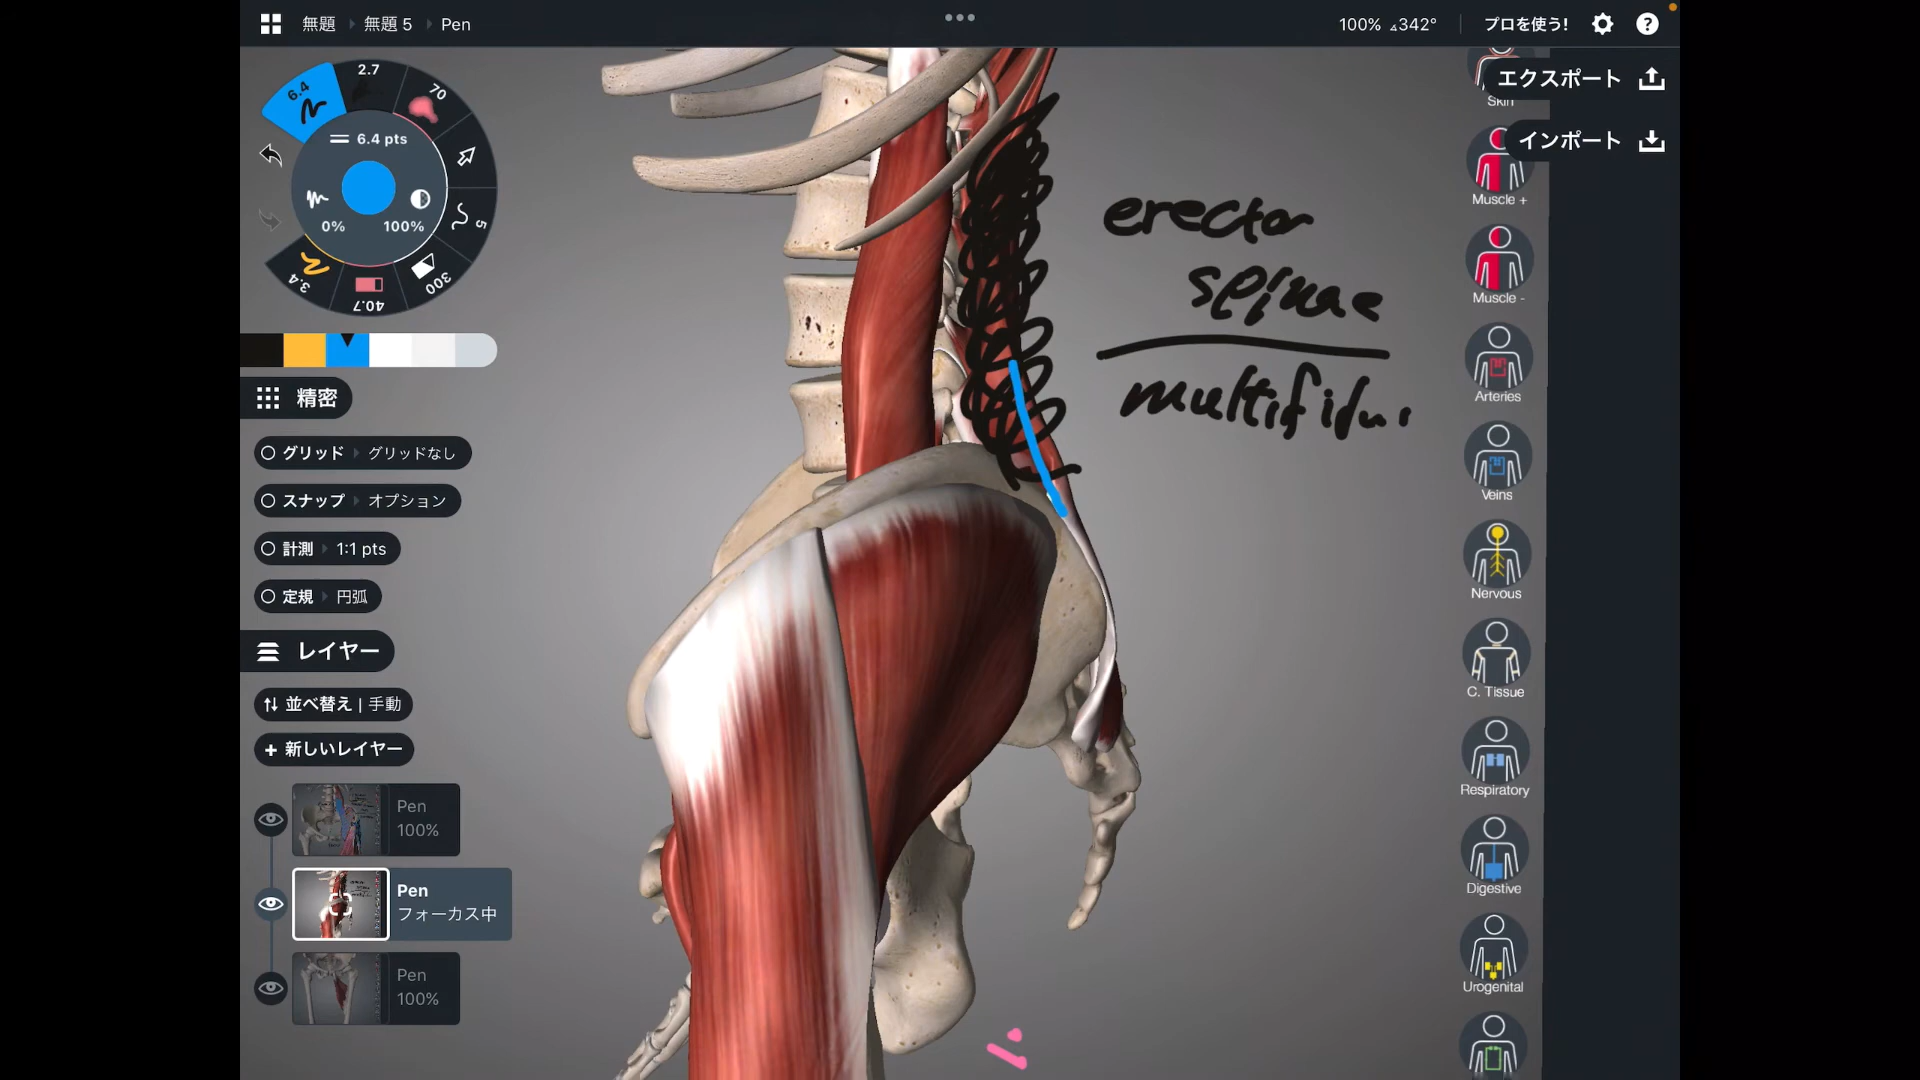 無題 無題 5 Pen
100% 342° プロを使う! ?
エクスポート
インポート
6.4
2.7
70
6.4 pts
0% 100%
5
3.4
40.7
300
精密
グリッド グリッドなし
スナップ オプション
計測 1:1 pts
定規 円弧
レイヤー
並べ替え | 手動
+ 新しいレイヤー
Pen
100%
Pen
フォーカス中
Pen
100%
erector
spinae
multifidus
Skin
Muscle +
Muscle -
Arteries
Veins
Nervous
C. Tissue
Respiratory
Digestive
Urogenital